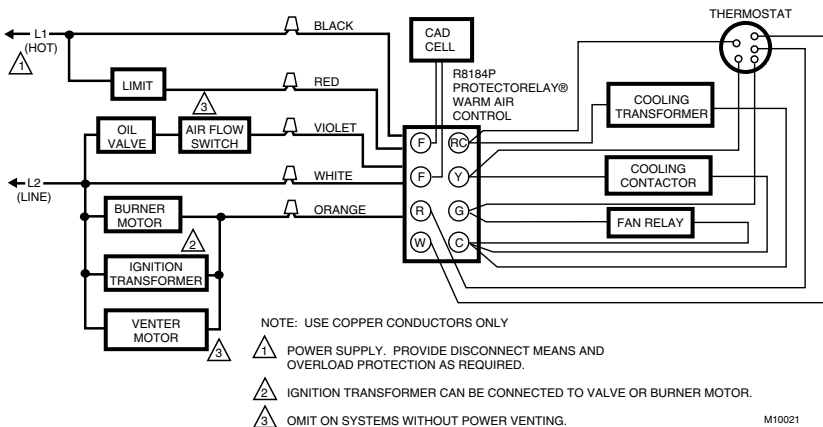 THERMOSTAT
L1
(HOT)
1
BLACK
CAD
CELL
R8184P
PROTECTORELAY®
WARM AIR
CONTROL
LIMIT
3
RED
OIL
VALVE
AIR FLOW
SWITCH
VIOLET
COOLING
TRANSFORMER
F
RC
L2
(LINE)
WHITE
F
Y
COOLING
CONTACTOR
BURNER
MOTOR
2
ORANGE
R
G
FAN RELAY
W
C
IGNITION
TRANSFORMER
VENTER
MOTOR
3
NOTE: USE COPPER CONDUCTORS ONLY
1 POWER SUPPLY. PROVIDE DISCONNECT MEANS AND
OVERLOAD PROTECTION AS REQUIRED.
2 IGNITION TRANSFORMER CAN BE CONNECTED TO VALVE OR BURNER MOTOR.
3 OMIT ON SYSTEMS WITHOUT POWER VENTING.
M10021